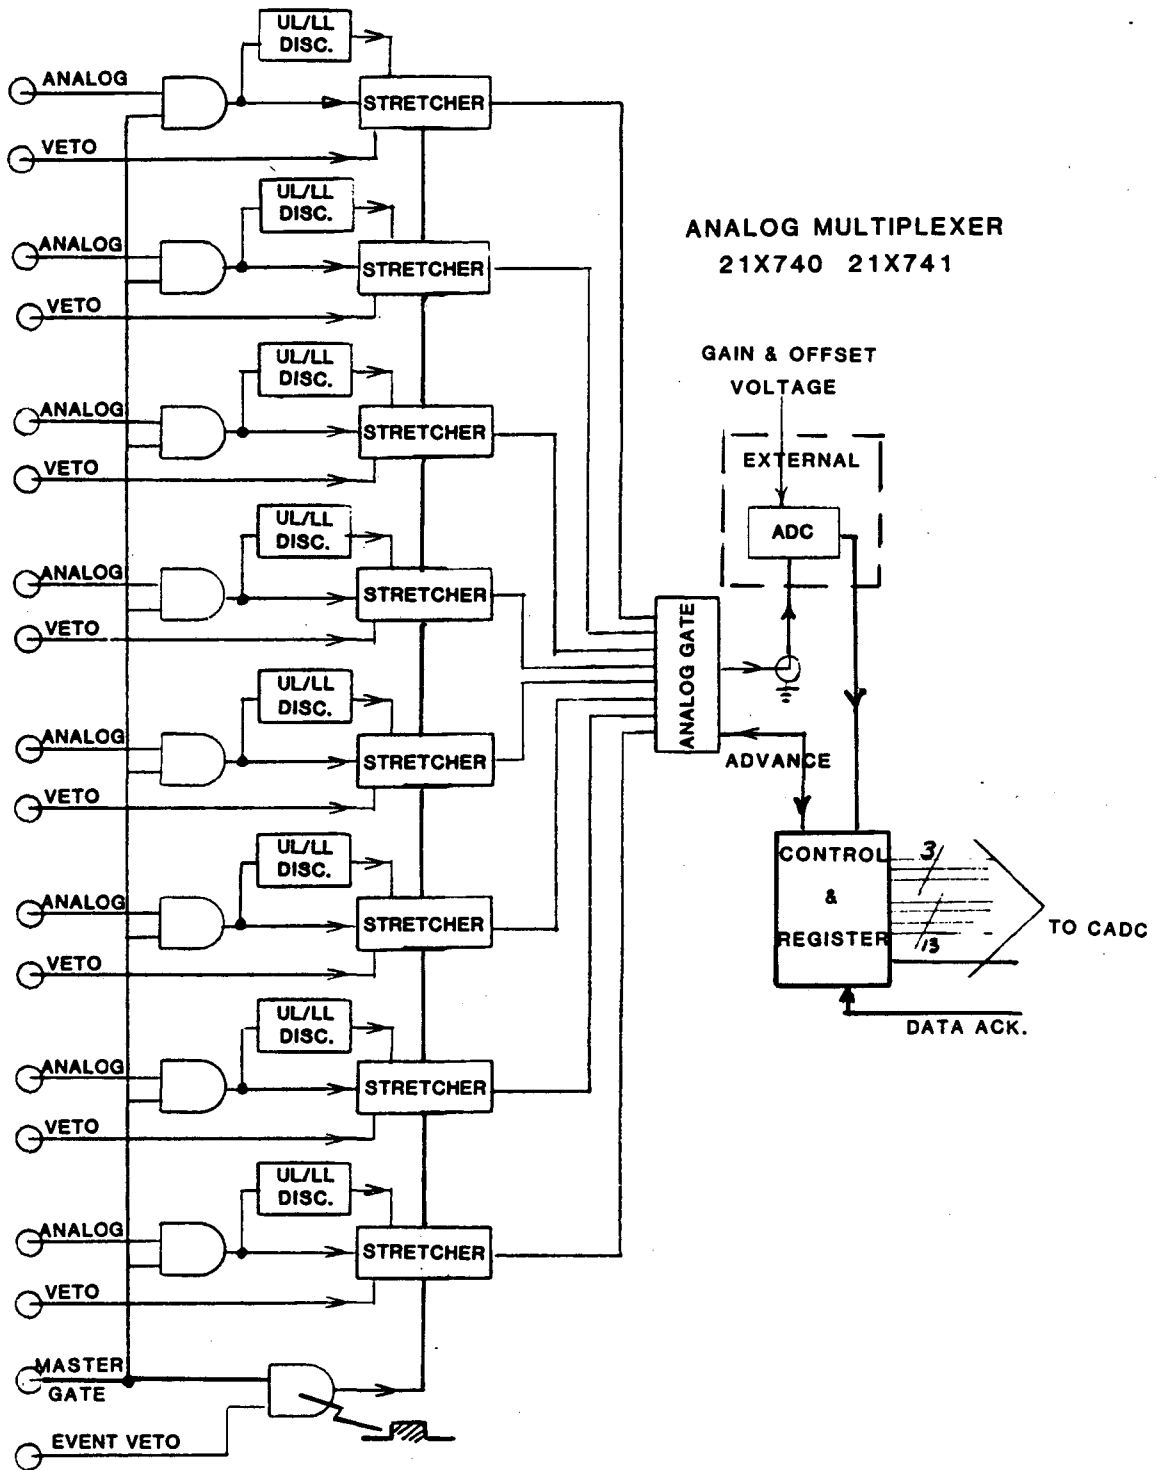 UL/LL
DISC.
ANALOG
STRETCHER
VETO
UL/LL
DISC.
ANALOG
STRETCHER
VETO
ANALOG MULTIPLEXER
21X740 21X741
UL/LL
DISC.
ANALOG
STRETCHER
VETO
GAIN & OFFSET
VOLTAGE
EXTERNAL
ADC
UL/LL
DISC.
ANALOG
STRETCHER
VETO
ANALOG GATE
UL/LL
DISC.
ANALOG
STRETCHER
VETO
ADVANCE
UL/LL
DISC.
ANALOG
STRETCHER
VETO
CONTROL
&
REGISTER
3
13
TO CADC
DATA ACK.
UL/LL
DISC.
ANALOG
STRETCHER
VETO
UL/LL
DISC.
ANALOG
STRETCHER
VETO
MASTER
GATE
EVENT VETO